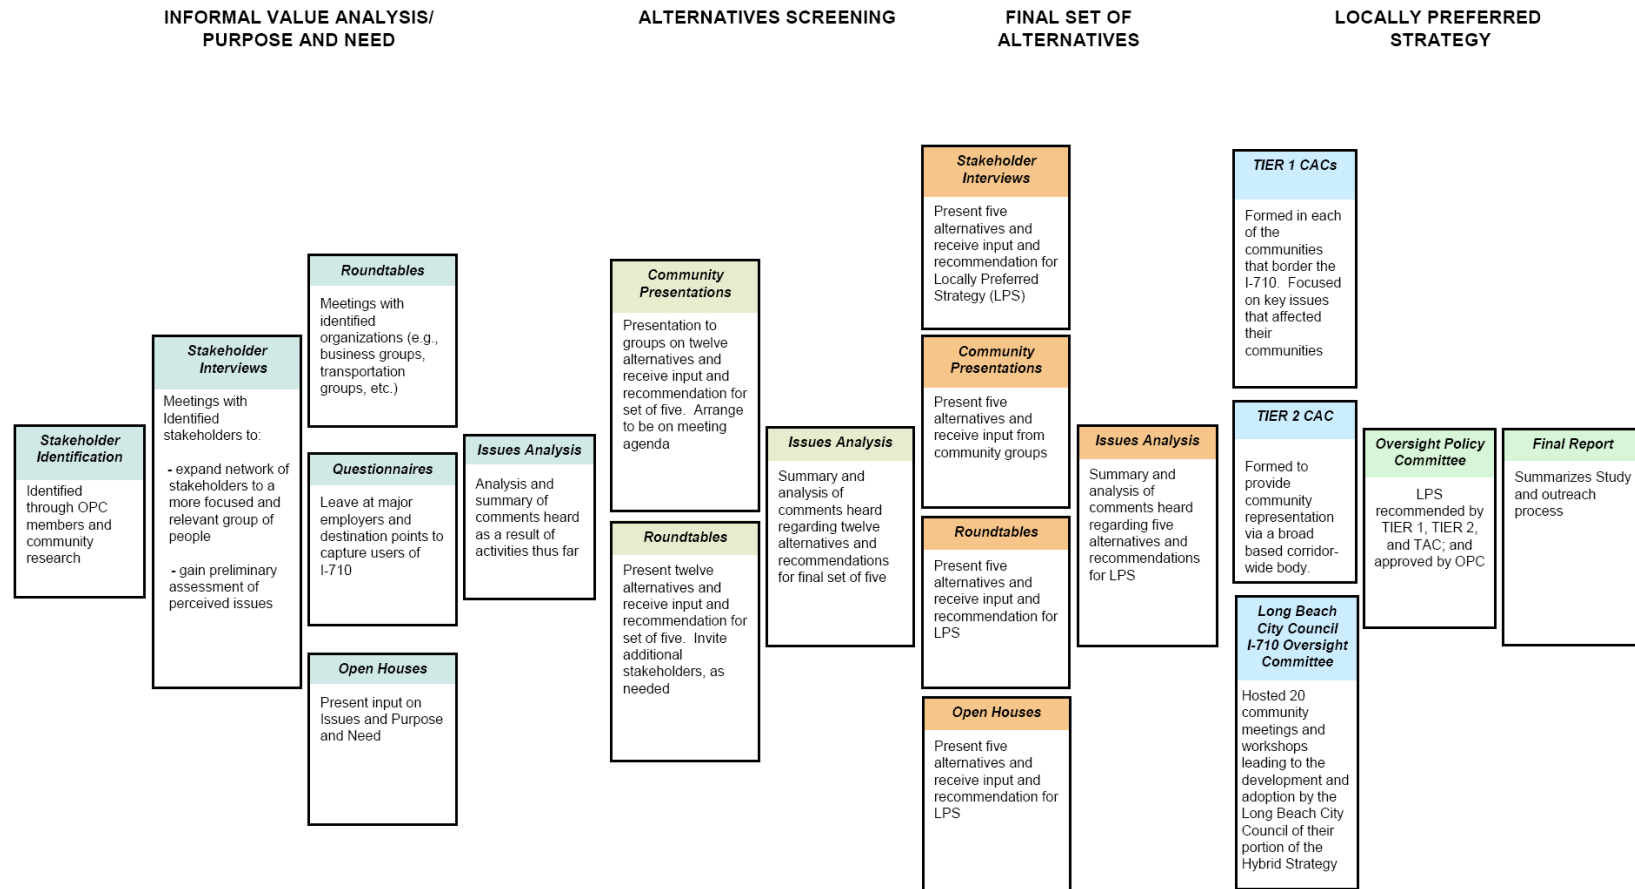 INFORMAL VALUE ANALYSIS/
PURPOSE AND NEED
ALTERNATIVES SCREENING
FINAL SET OF
ALTERNATIVES
LOCALLY PREFERRED
STRATEGY
Stakeholder
Identification
Identified
through OPC
members and
community
research
Stakeholder
Interviews
Meetings with
Identified
stakeholders to:
- expand network of
stakeholders to a
more focused and
relevant group of
people
- gain preliminary
assessment of
perceived issues
Roundtables
Meetings with
identified
organizations (e.g.,
business groups,
transportation
groups, etc.)
Questionnaires
Leave at major
employers and
destination points to
capture users of
I-710
Open Houses
Present input on
Issues and Purpose
and Need
Issues Analysis
Analysis and
summary of
comments heard
as a result of
activities thus far
Community
Presentations
Presentation to
groups on twelve
alternatives and
receive input and
recommendation for
set of five.  Arrange
to be on meeting
agenda
Roundtables
Present twelve
alternatives and
receive input and
recommendation for
set of five.  Invite
additional
stakeholders, as
needed
Issues Analysis
Summary and
analysis of
comments heard
regarding twelve
alternatives and
recommendations
for final set of five
Stakeholder
Interviews
Present five
alternatives and
receive input and
recommendation for
Locally Preferred
Strategy (LPS)
Community
Presentations
Present five
alternatives and
receive input from
community groups
Roundtables
Present five
alternatives and
receive input and
recommendation for
LPS
Open Houses
Present five
alternatives and
receive input and
recommendation for
LPS
Issues Analysis
Summary and
analysis of
comments heard
regarding five
alternatives and
recommendations
for LPS
TIER 1 CACs
Formed in each
of the
communities
that border the
I-710.  Focused
on key issues
that affected
their
communities
TIER 2 CAC
Formed to
provide
community
representation
via a broad
based corridor-
wide body.
Long Beach
City Council
I-710 Oversight
Committee
Hosted 20
community
meetings and
workshops
leading to the
development and
adoption by the
Long Beach City
Council of their
portion of the
Hybrid Strategy
Oversight Policy
Committee
LPS
recommended by
TIER 1, TIER 2,
and TAC; and
approved by OPC
Final Report
Summarizes Study
and outreach
process